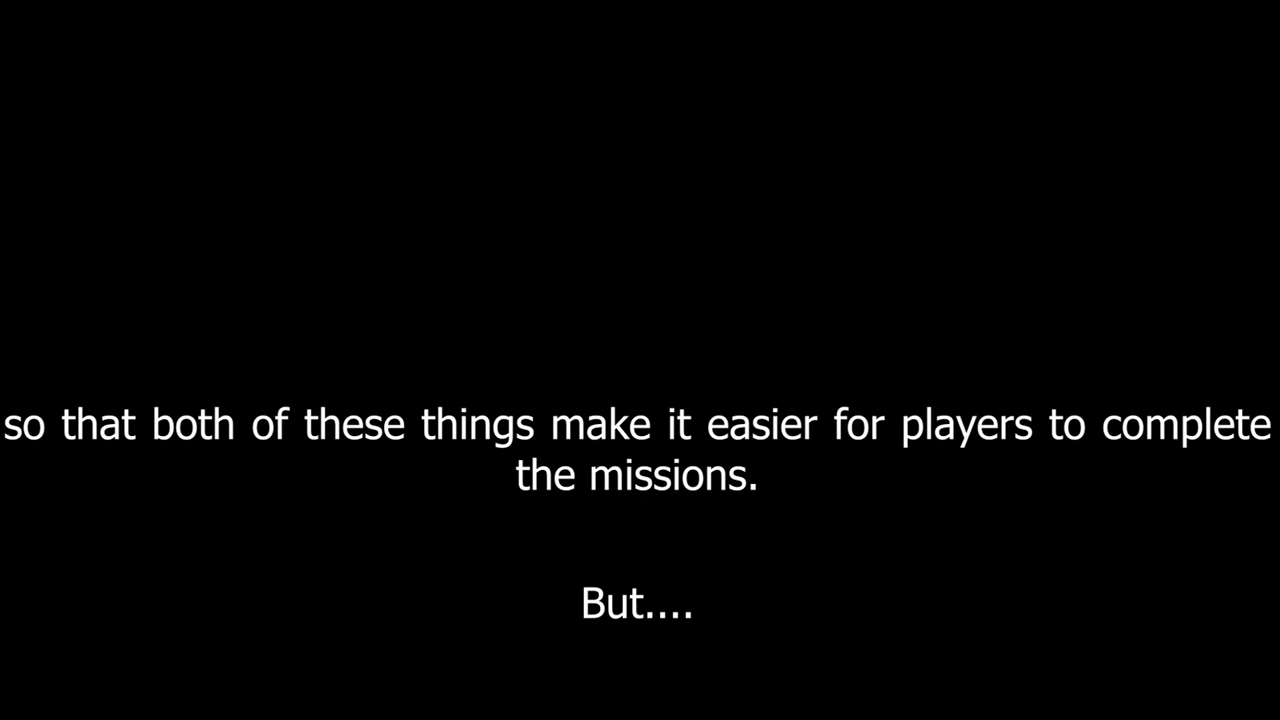 so that both of these things make it easier for players to complete
the missions.
But....